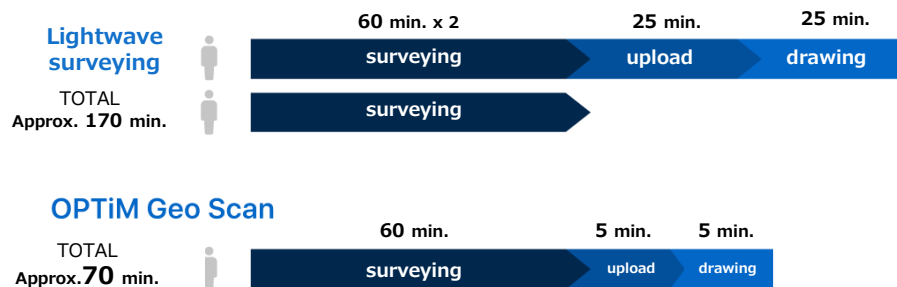 60 min. x 2 25 min. 25 min.
Lightwave surveying
surveying upload drawing
TOTAL
Approx. 170 min.
surveying
OPTiM Geo Scan
60 min. 5 min. 5 min.
TOTAL
Approx.70 min.
surveying upload drawing